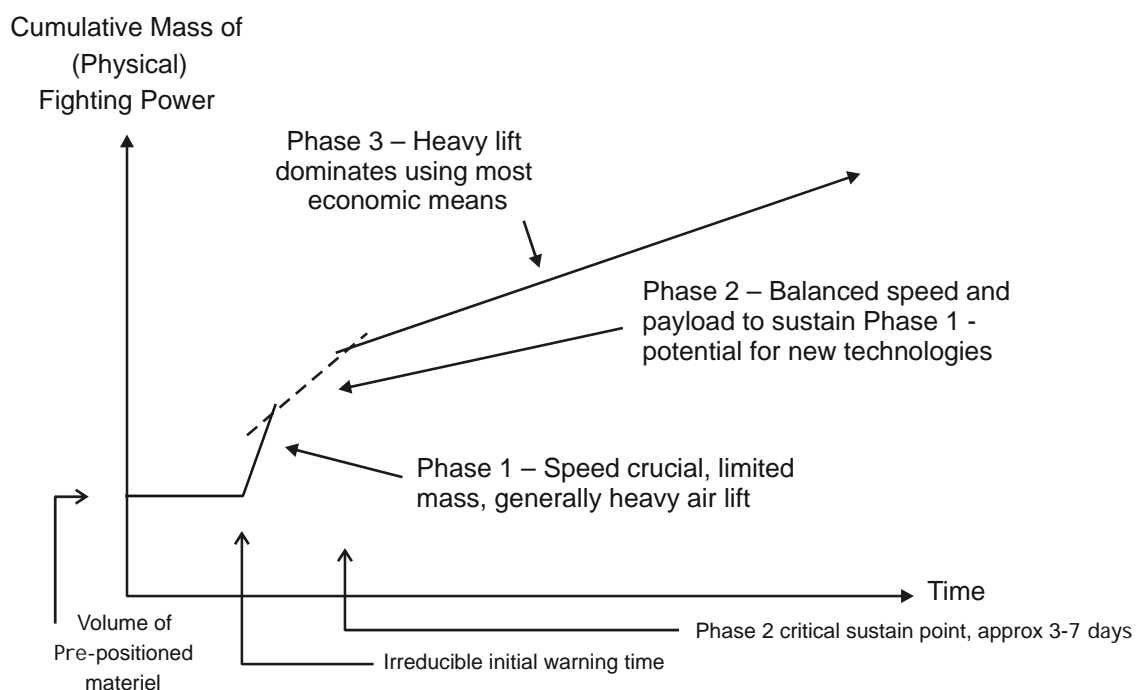 Cumulative Mass of
(Physical)
Fighting Power
Phase 3 – Heavy lift
dominates using most
economic means
Phase 2 – Balanced speed and
payload to sustain Phase 1 -
potential for new technologies
Phase 1 – Speed crucial, limited
mass, generally heavy air lift
Time
Volume of
Pre-positioned
materiel
Phase 2 critical sustain point, approx 3-7 days
Irreducible initial warning time